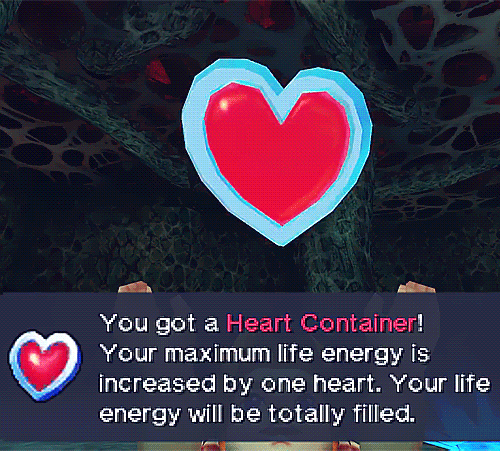 You got a Heart Container!
Your maximum life energy is
increased by one heart. Your life
energy will be totally filled.